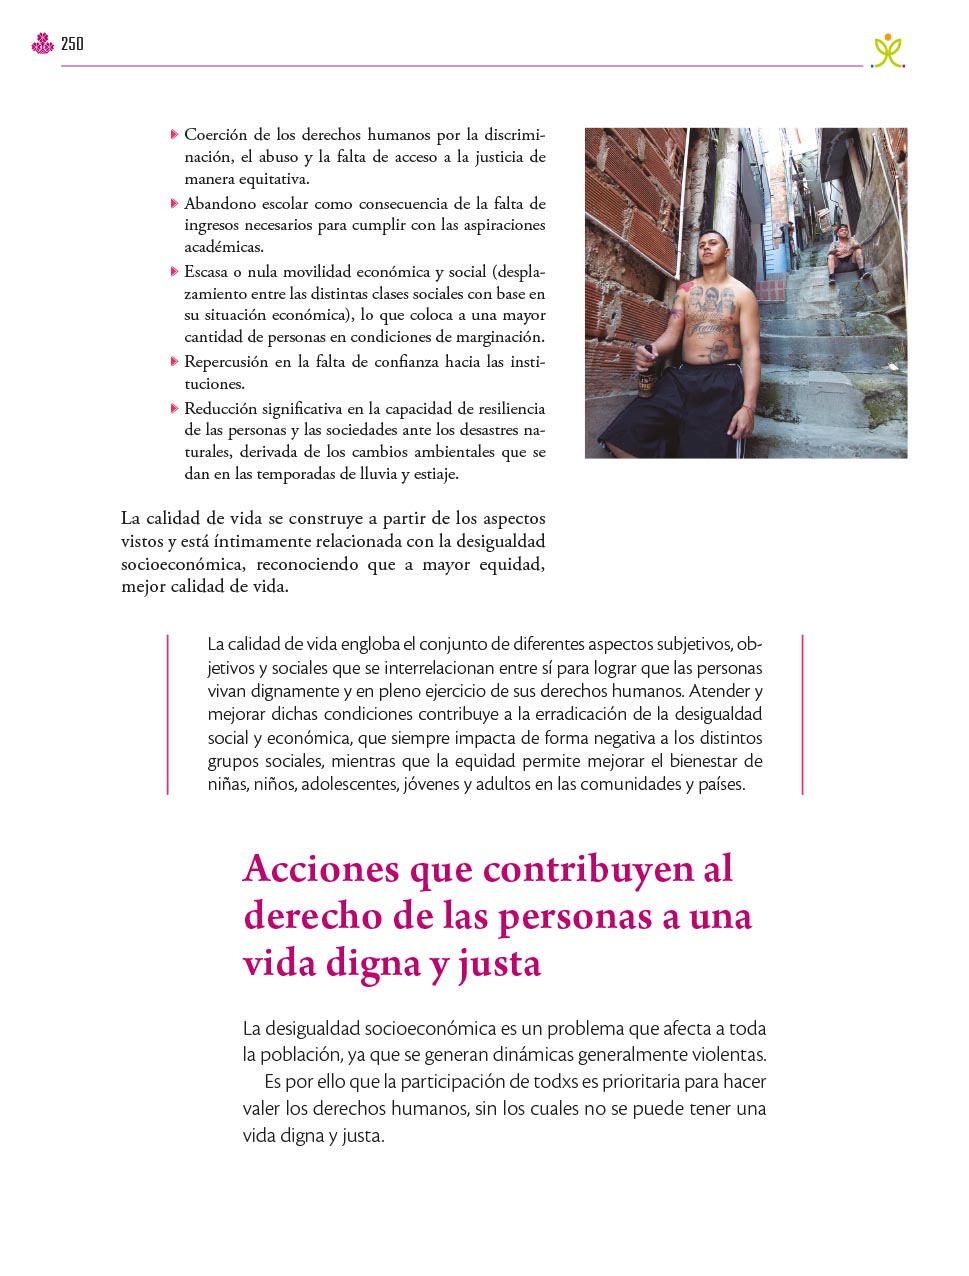 250
Coerción de los derechos humanos por la discrimi-
nación, el abuso y la falta de acceso a la justicia de
manera equitativa.
Abandono escolar como consecuencia de la falta de
ingresos necesarios para cumplir con las aspiraciones
académicas.
Escasa o nula movilidad económica y social (despla-
zamiento entre las distintas clases sociales con base en
su situación económica), lo que coloca a una mayor
cantidad de personas en condiciones de marginación.
Repercusión en la falta de confianza hacia las insti-
tuciones.
Reducción significativa en la capacidad de resiliencia
de las personas y las sociedades ante los desastres na-
turales, derivada de los cambios ambientales que se
dan en las temporadas de lluvia y estiaje.
La calidad de vida se construye a partir de los aspectos
vistos y está íntimamente relacionada con la desigualdad
socioeconómica, reconociendo que a mayor equidad,
mejor calidad de vida.
La calidad de vida engloba el conjunto de diferentes aspectos subjetivos, ob-
jetivos y sociales que se interrelacionan entre sí para lograr que las personas
vivan dignamente y en pleno ejercicio de sus derechos humanos. Atender y
mejorar dichas condiciones contribuye a la erradicación de la desigualdad
social y económica, que siempre impacta de forma negativa a los distintos
grupos sociales, mientras que la equidad permite mejorar el bienestar de
niñas, niños, adolescentes, jóvenes y adultos en las comunidades y países.
Acciones que contribuyen al
derecho de las personas a una
vida digna y justa
La desigualdad socioeconómica es un problema que afecta a toda
la población, ya que se generan dinámicas generalmente violentas.
Es por ello que la participación de todxs es prioritaria para hacer
valer los derechos humanos, sin los cuales no se puede tener una
vida digna y justa.